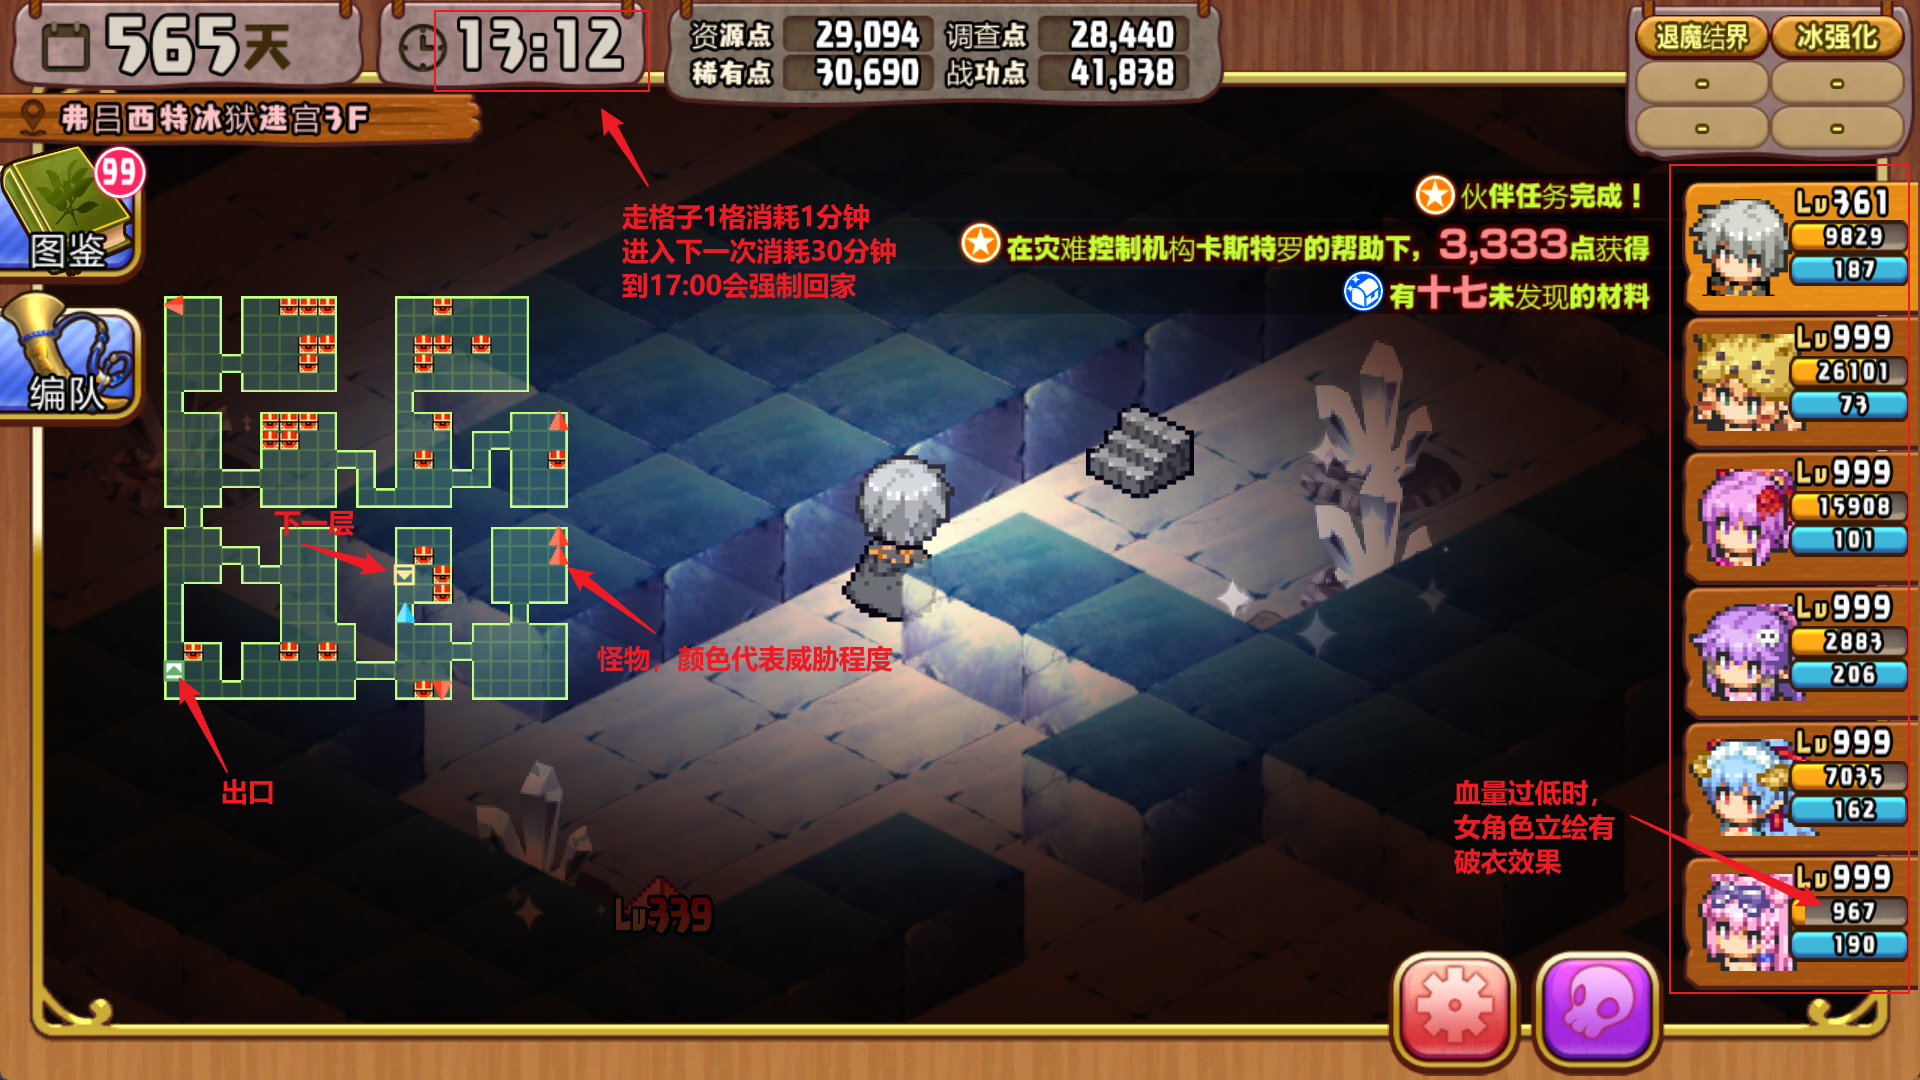 565天
13:12
资源点 29,094 调查点 28,440
稀有点 30,690 战功点 41,838
退魔结界 冰强化
- -
- -
弗吕西特冰狱迷宫3F
99
图鉴
编队
走格子1格消耗1分钟
进入下一次消耗30分钟
到17:00会强制回家
伙伴任务完成！
在灾难控制机构卡斯特罗的帮助下，3,333点获得
有十七未发现的材料
Lv361
9829
187
Lv999
26101
73
Lv999
15908
101
Lv999
2883
206
Lv999
7035
162
Lv999
967
190
下一层
怪物，颜色代表威胁程度
出口
血量过低时，
女角色立绘有
破衣效果
Lv339